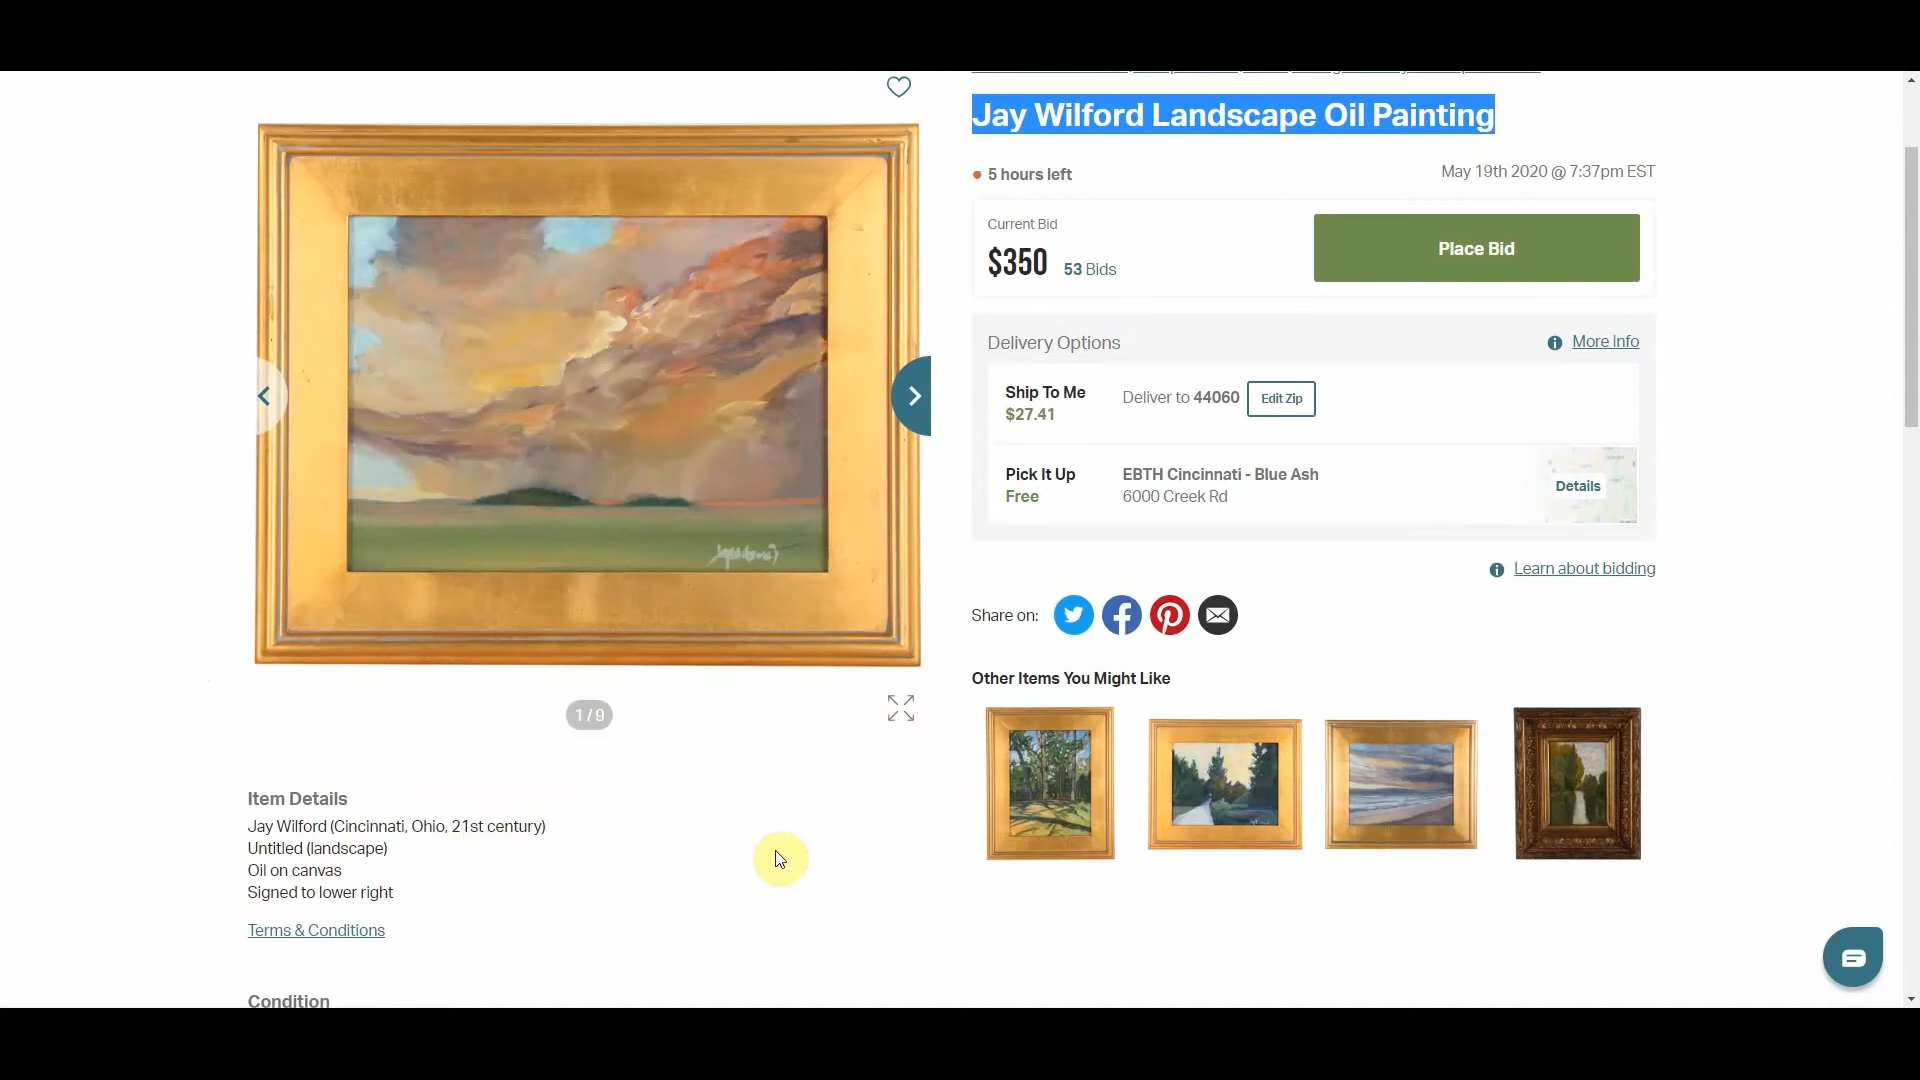 Jay Wilford Landscape Oil Painting
5 hours left
May 19th 2020 @ 7:37pm EST
Current Bid
$350 53 Bids
Place Bid
Delivery Options
More Info
Ship To Me
$27.41
Deliver to 44060
Edit Zip
Pick It Up
Free
EBTH Cincinnati - Blue Ash
6000 Creek Rd
Details
Learn about bidding
Share on:
Other Items You Might Like
1 / 9
Item Details
Jay Wilford (Cincinnati, Ohio, 21st century)
Untitled (landscape)
Oil on canvas
Signed to lower right
Terms & Conditions
Condition